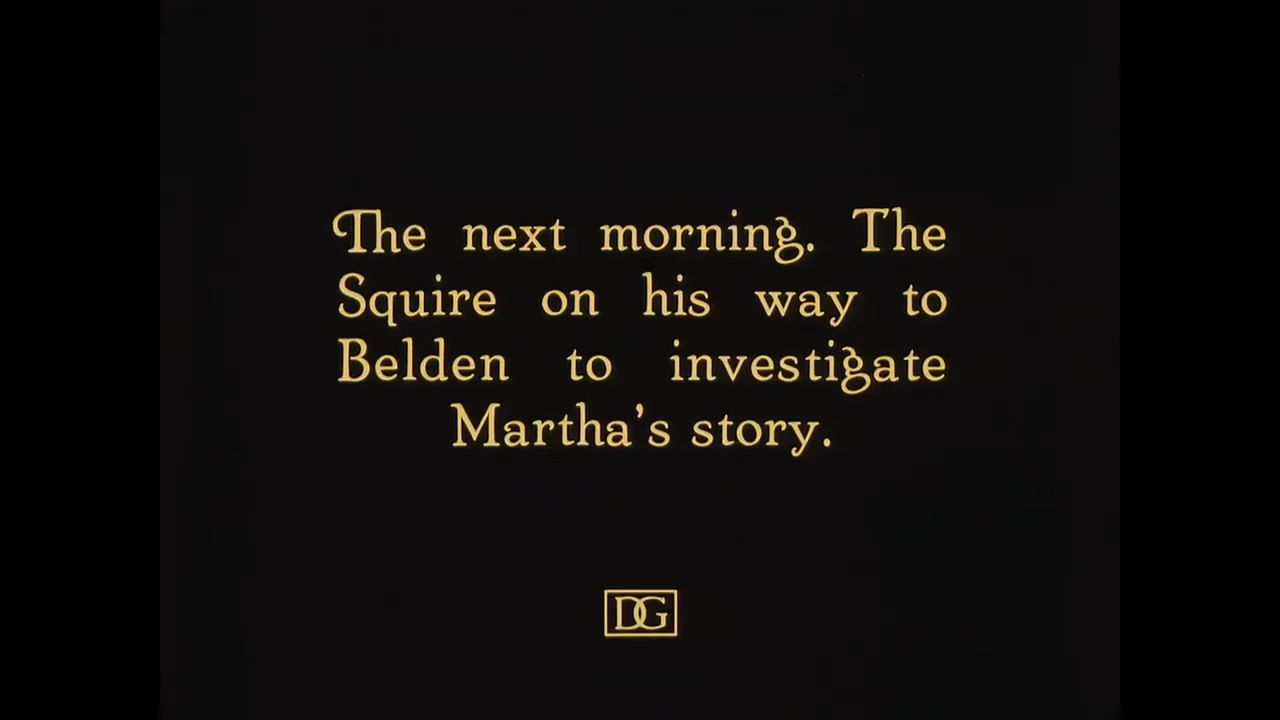 The next morning. The
Squire on his way to
Belden to investigate
Martha's story.
DG